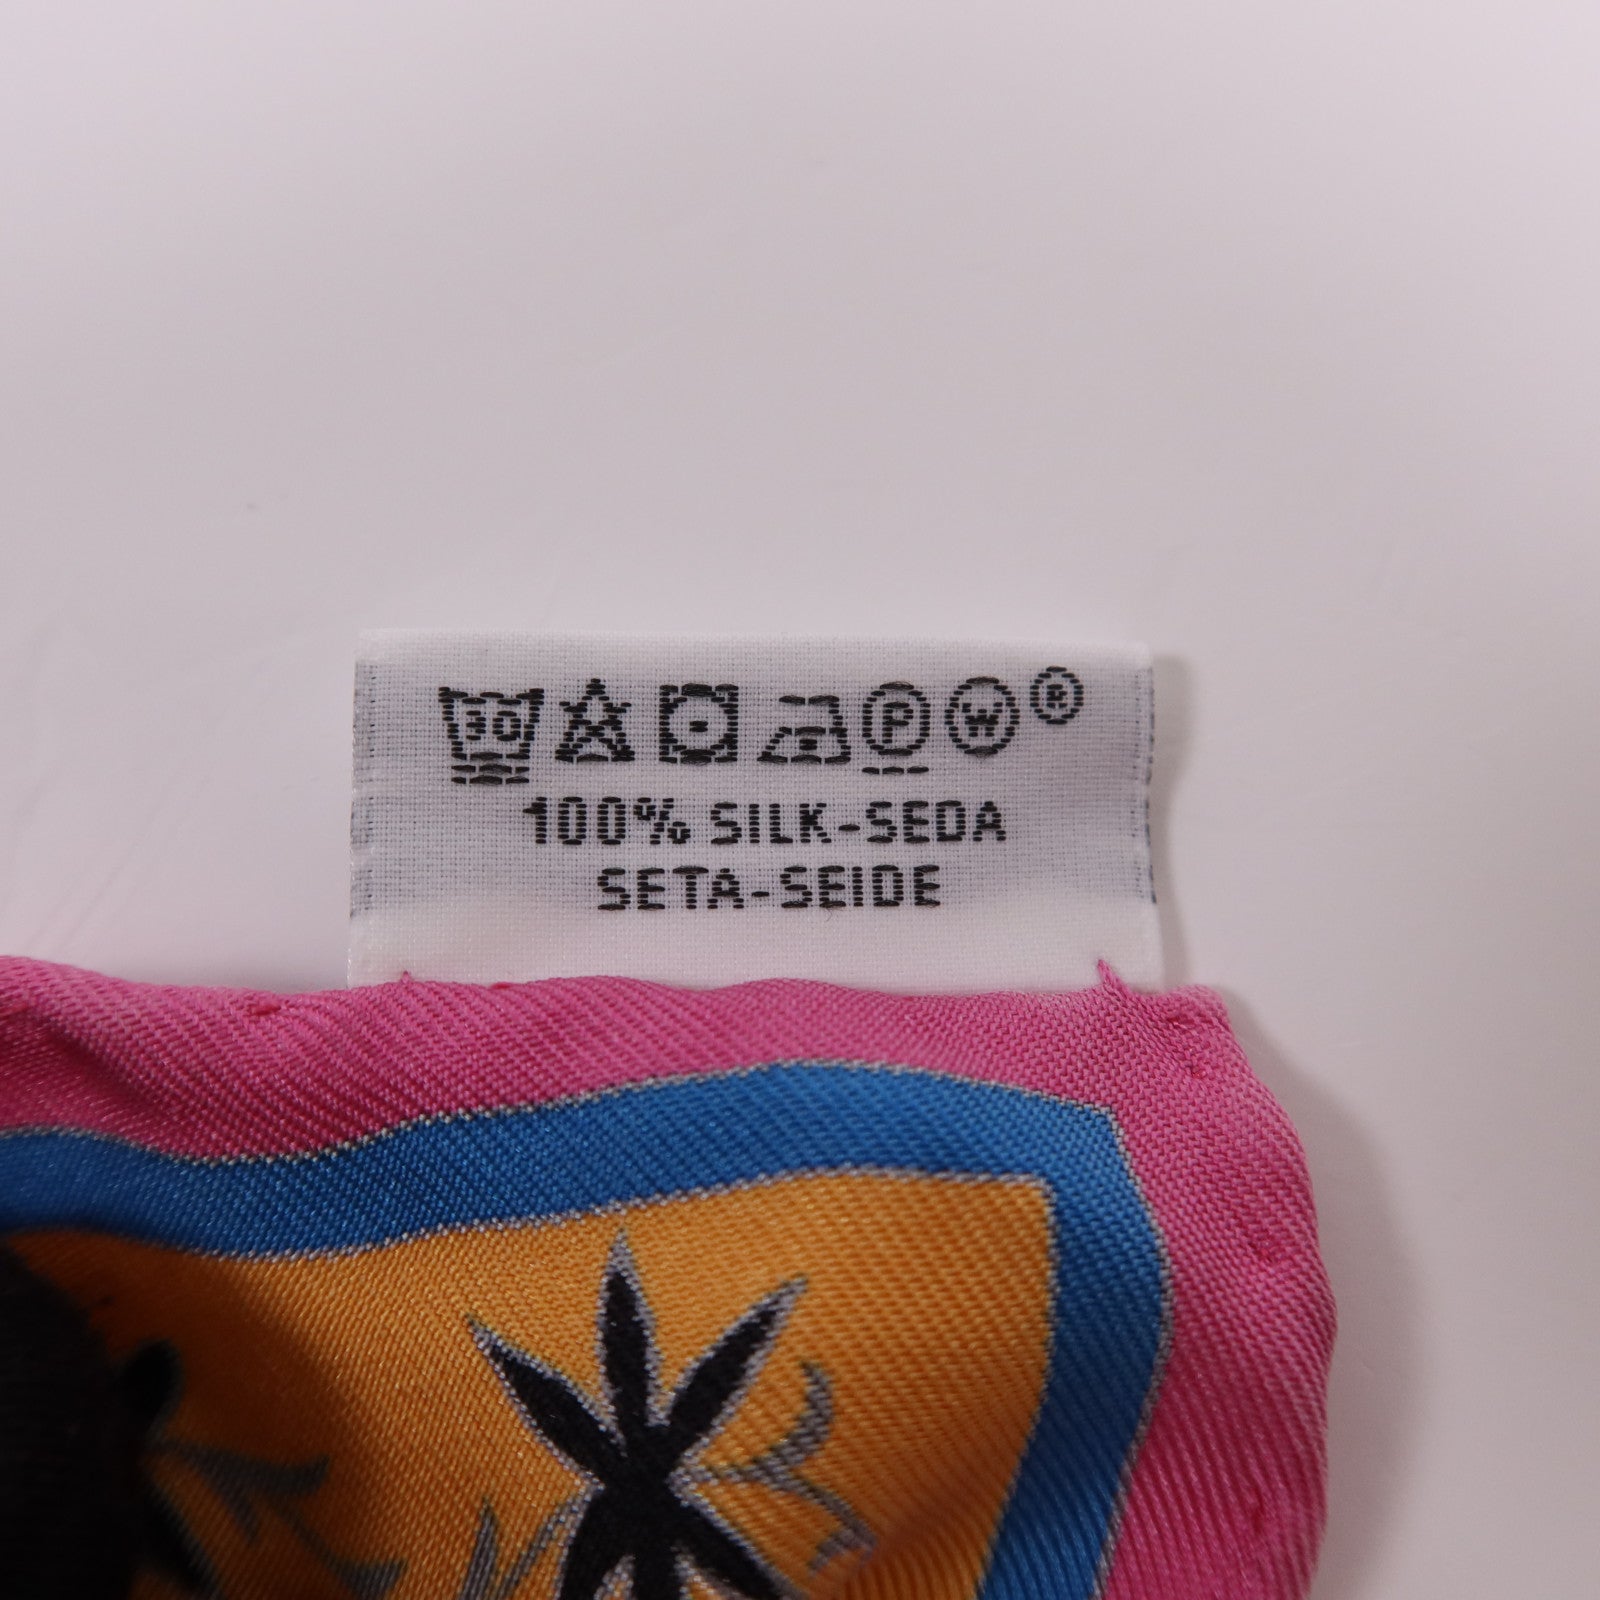 30 P W ®
100% SILK-SEDA
SETA-SEIDE